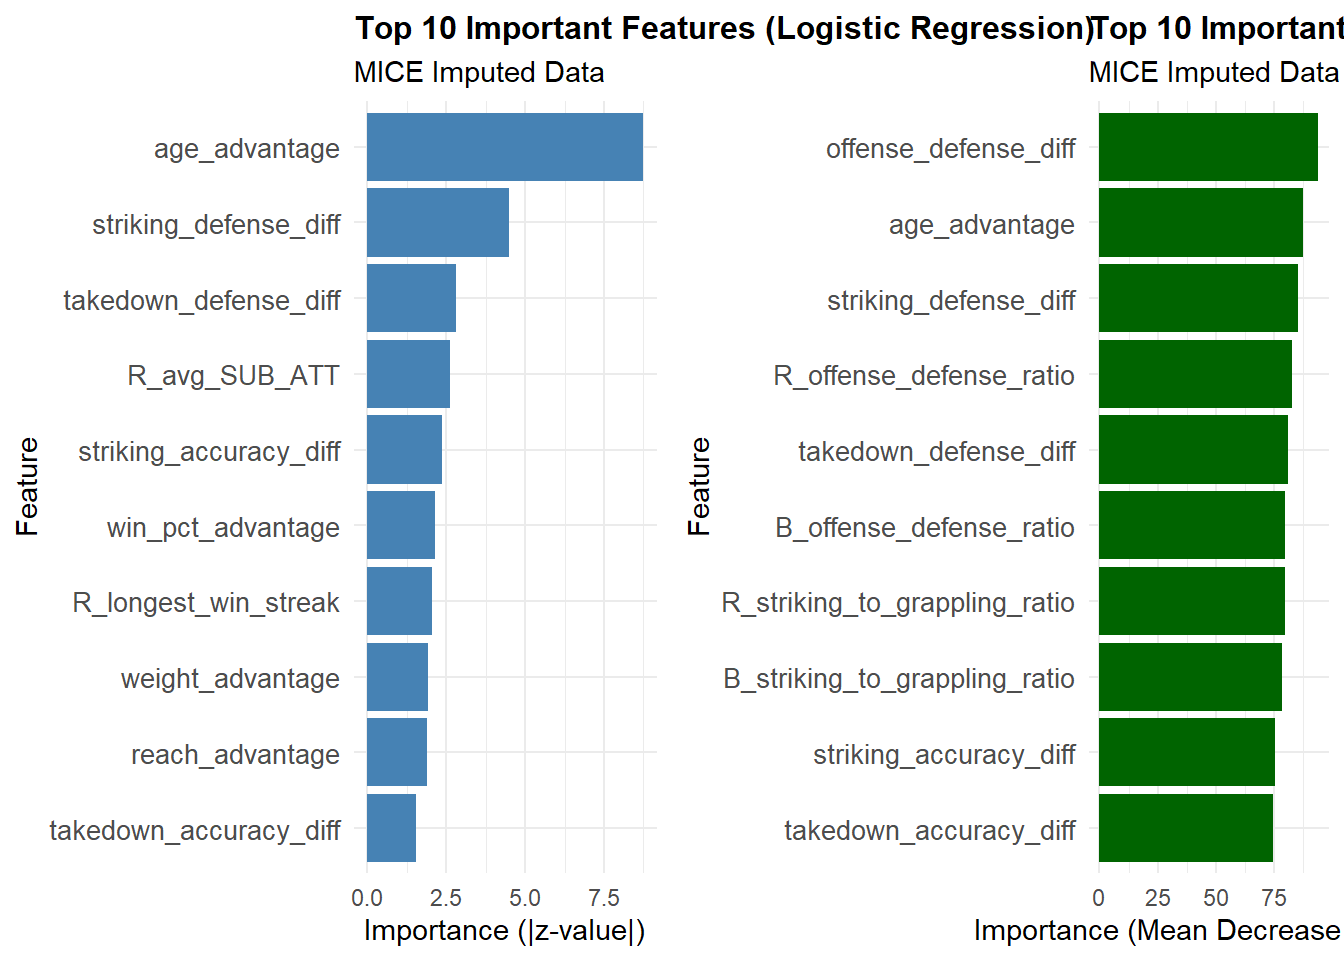 Top 10 Important Features (Logistic Regression)
MICE Imputed Data
Feature
age_advantage
striking_defense_diff
takedown_defense_diff
R_avg_SUB_ATT
striking_accuracy_diff
win_pct_advantage
R_longest_win_streak
weight_advantage
reach_advantage
takedown_accuracy_diff
0.0 2.5 5.0 7.5
Importance (|z-value|)
Top 10 Important
MICE Imputed Data
Feature
offense_defense_diff
age_advantage
striking_defense_diff
R_offense_defense_ratio
takedown_defense_diff
B_offense_defense_ratio
R_striking_to_grappling_ratio
B_striking_to_grappling_ratio
striking_accuracy_diff
takedown_accuracy_diff
0 25 50 75
Importance (Mean Decrease